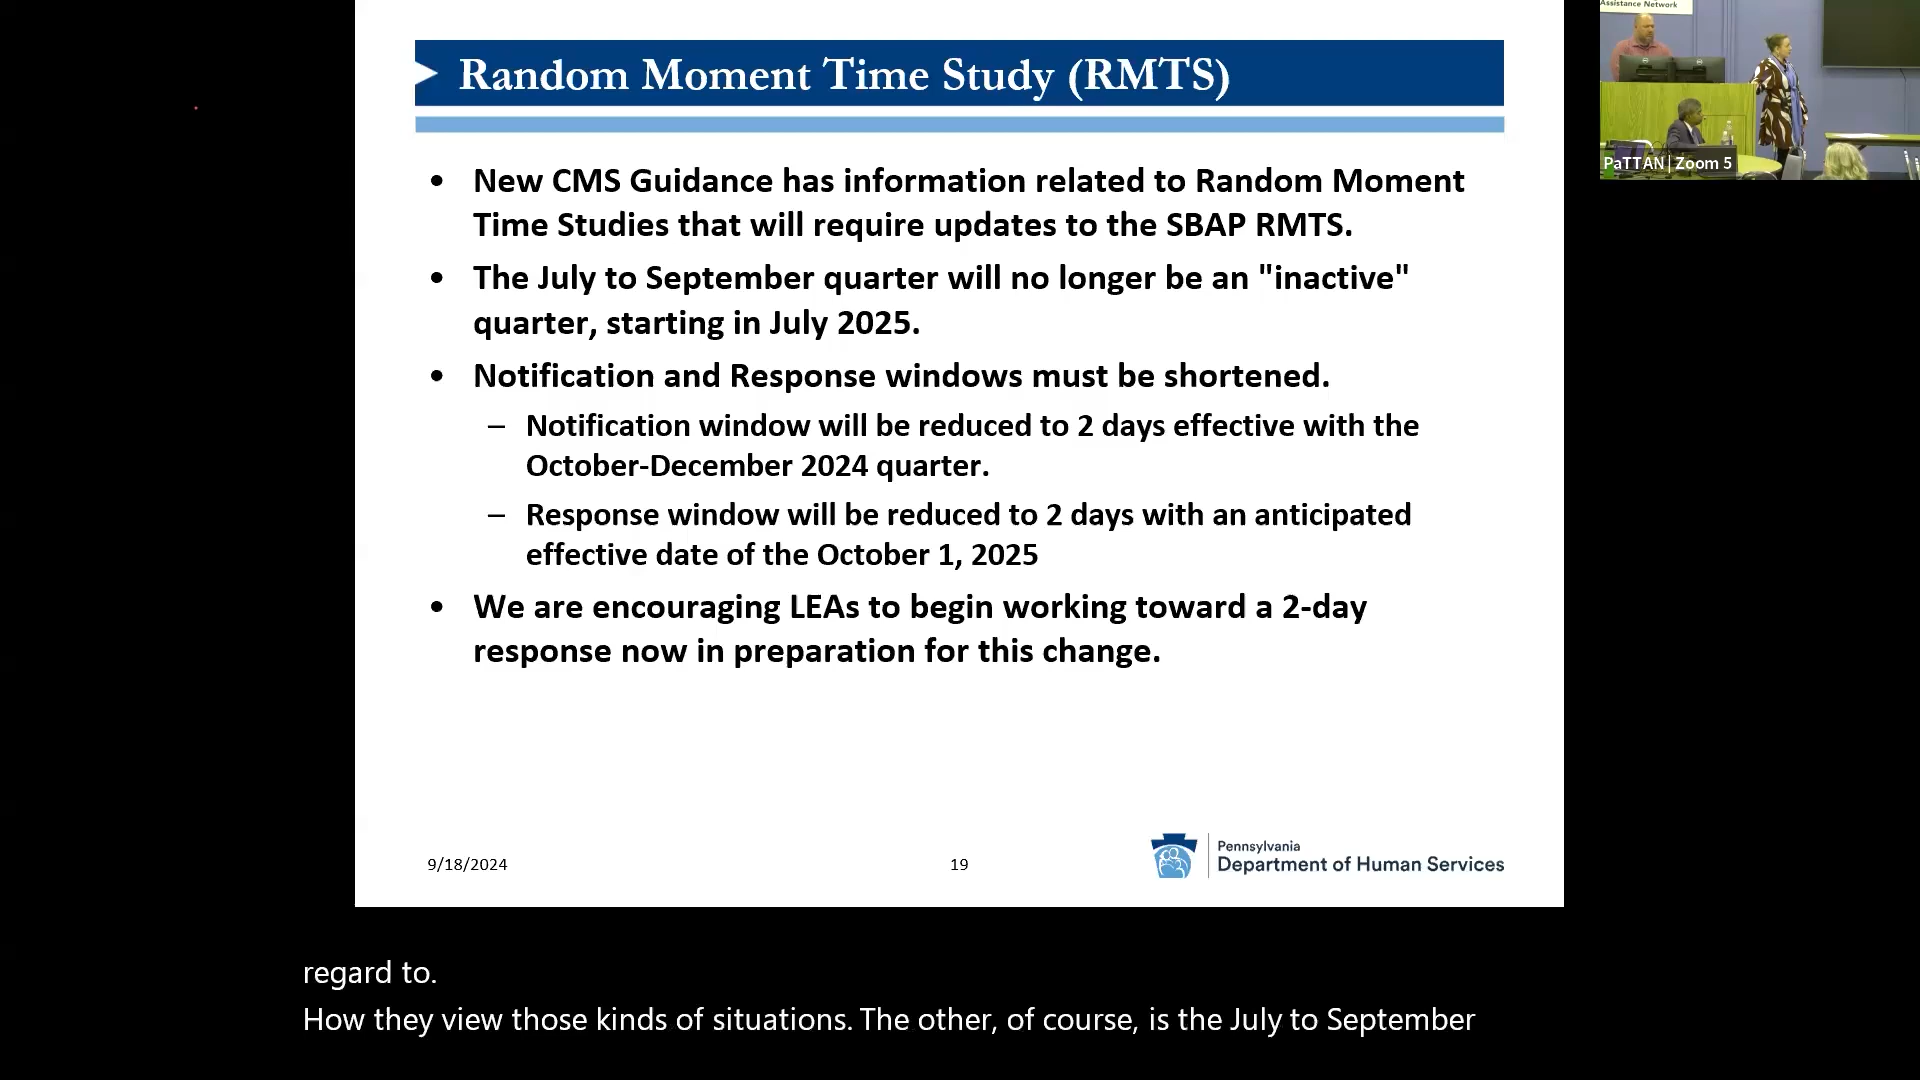 Assistance Network
Random Moment Time Study (RMTS)
PaTTAN | Zoom 5
• New CMS Guidance has information related to Random Moment
Time Studies that will require updates to the SBAP RMTS.
• The July to September quarter will no longer be an "inactive"
quarter, starting in July 2025.
• Notification and Response windows must be shortened.
– Notification window will be reduced to 2 days effective with the
October-December 2024 quarter.
– Response window will be reduced to 2 days with an anticipated
effective date of the October 1, 2025
• We are encouraging LEAs to begin working toward a 2-day
response now in preparation for this change.
9/18/2024
19
Pennsylvania
Department of Human Services
regard to.
How they view those kinds of situations. The other, of course, is the July to September